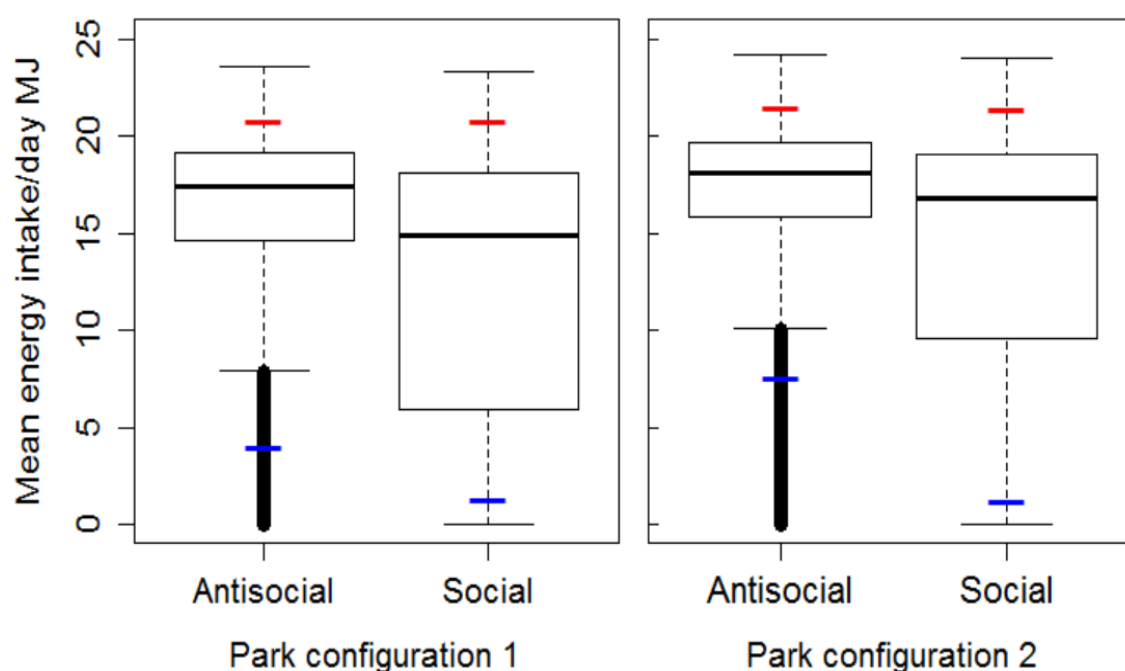 Mean energy intake/day MJ
25
20
15
10
5
0
Antisocial Social Antisocial Social
Park configuration 1 Park configuration 2